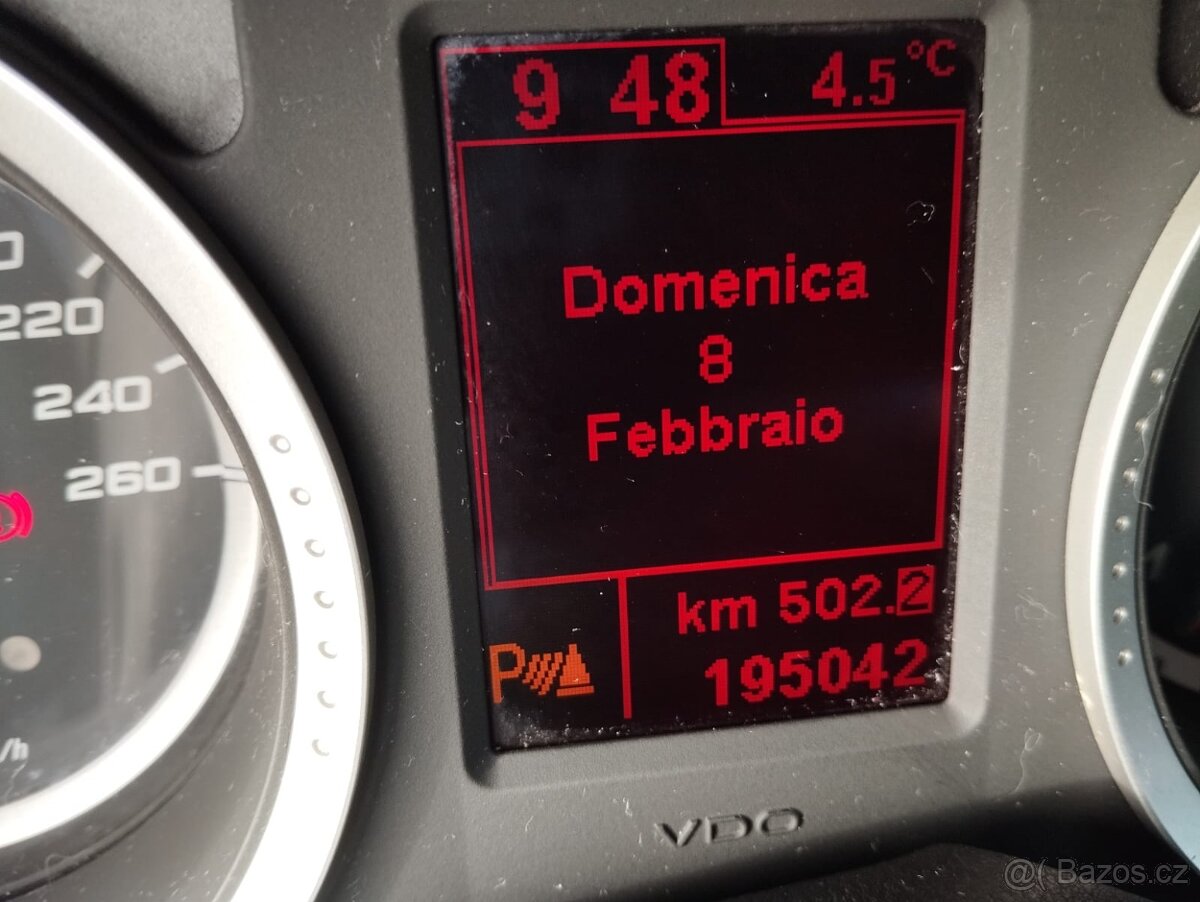 9 48
4.5°C
Domenica
8
Febbraio
km 502.2
P
195042
220
240
260
/h
VDO
@( Bazos.cz